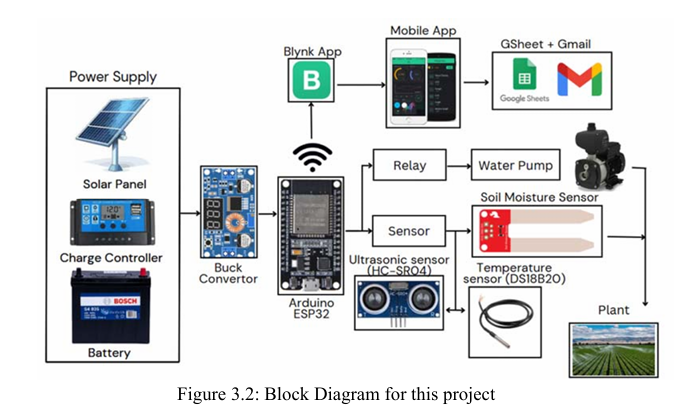 Power Supply
Solar Panel
Charge Controller
BOSCH
Battery
Buck
Convertor
Blynk App
B
Mobile App
GSheet + Gmail
Google Sheets
Arduino
ESP32
Relay
Water Pump
Sensor
Soil Moisture Sensor
Ultrasonic sensor
(HC-SR04)
Temperature
sensor (DS18B20)
Plant
Figure 3.2: Block Diagram for this project